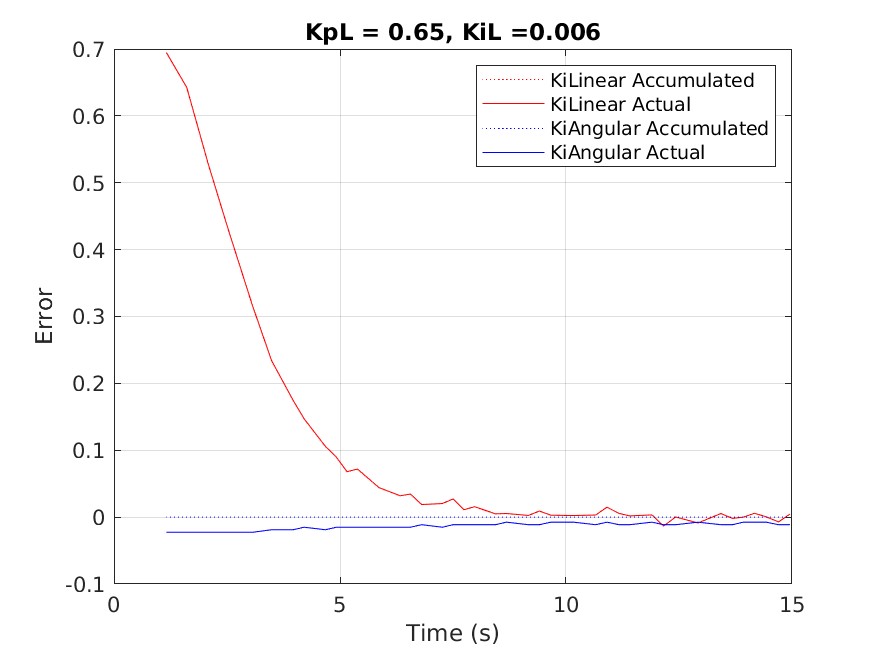 KpL = 0.65, KiL =0.006
0.7
0.6
0.5
0.4
0.3
0.2
0.1
0
-0.1
Error
KiLinear Accumulated
KiLinear Actual
KiAngular Accumulated
KiAngular Actual
0 5 10 15
Time (s)